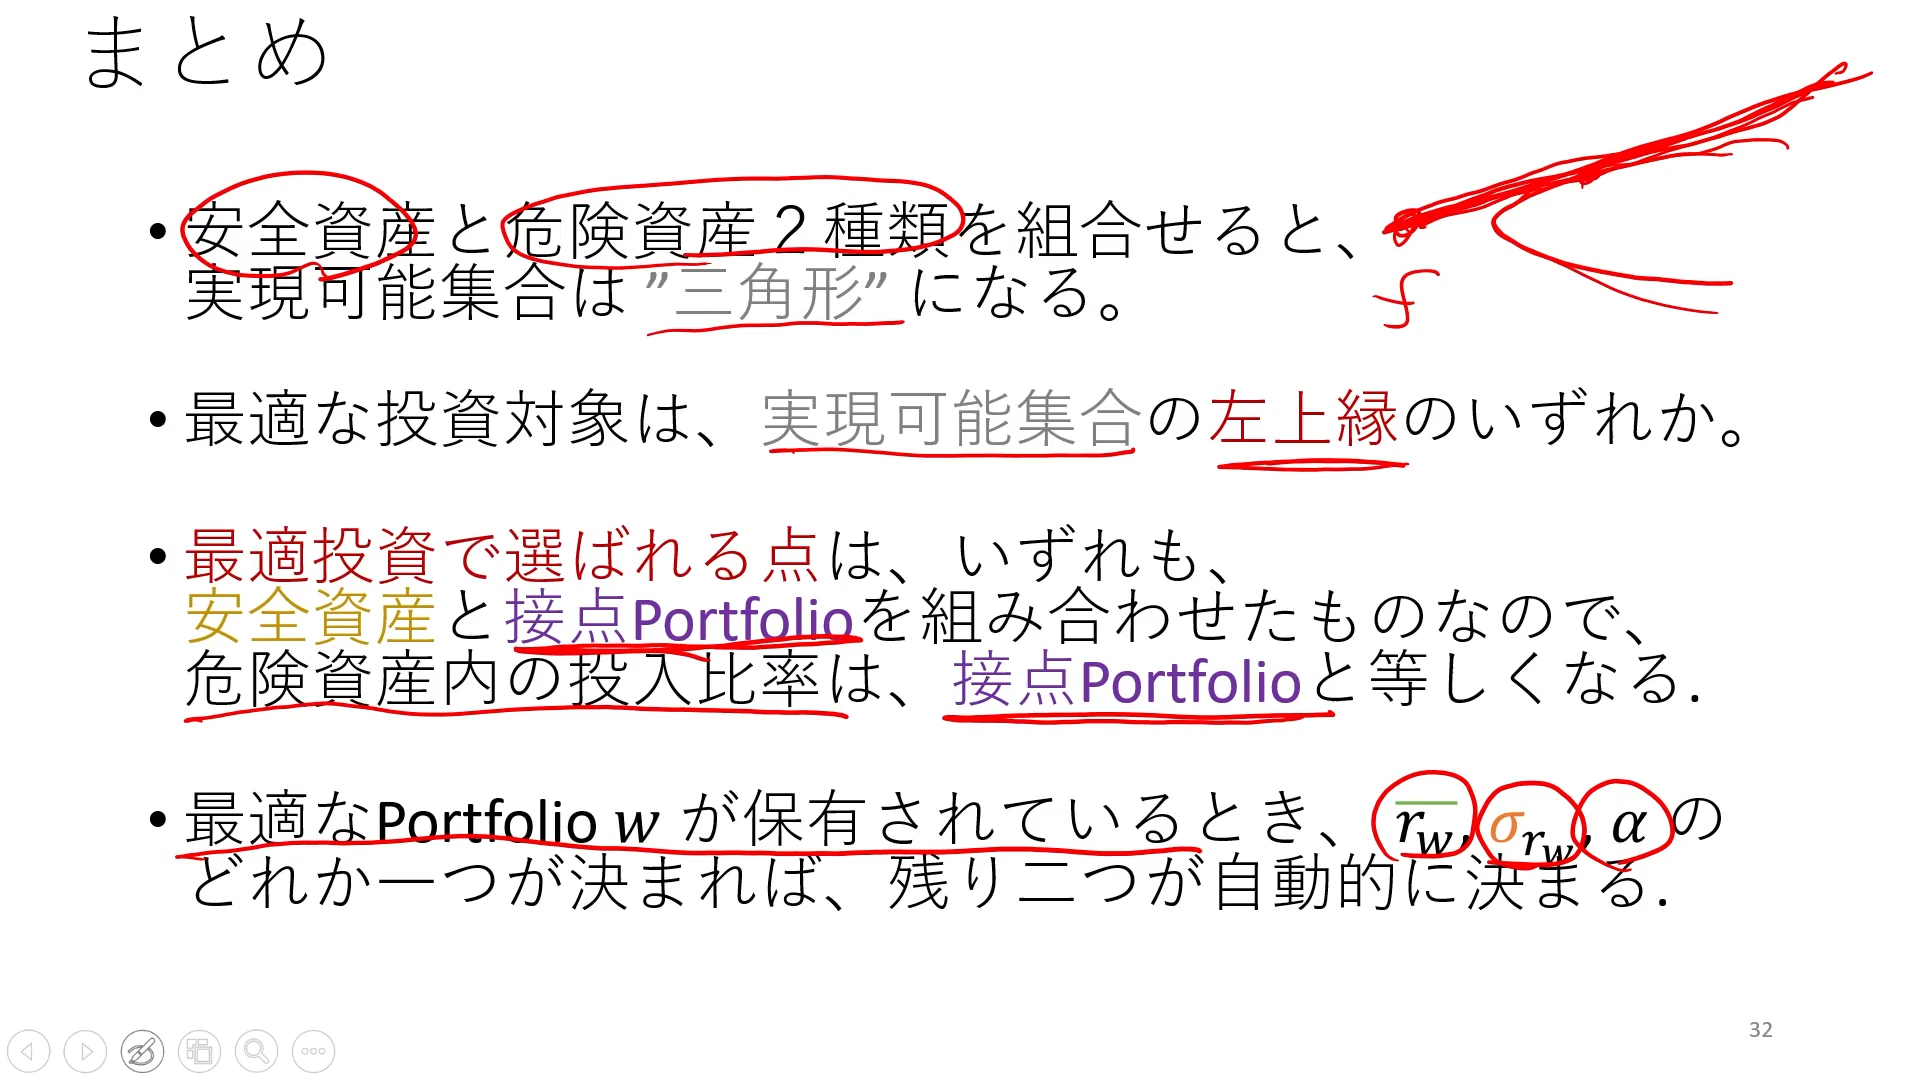 まとめ
• 安全資産と危険資産２種類を組合せると、
実現可能集合は ”三角形” になる。
f
• 最適な投資対象は、実現可能集合の左上縁のいずれか。
• 最適投資で選ばれる点は、いずれも、
安全資産と接点Portfolioを組み合わせたものなので、
危険資産内の投入比率は、接点Portfolioと等しくなる.
• 最適なPortfolio w が保有されているとき、 r̅_w, σ_{r_w}, α の
どれか一つが決まれば、残り二つが自動的に決まる.
32